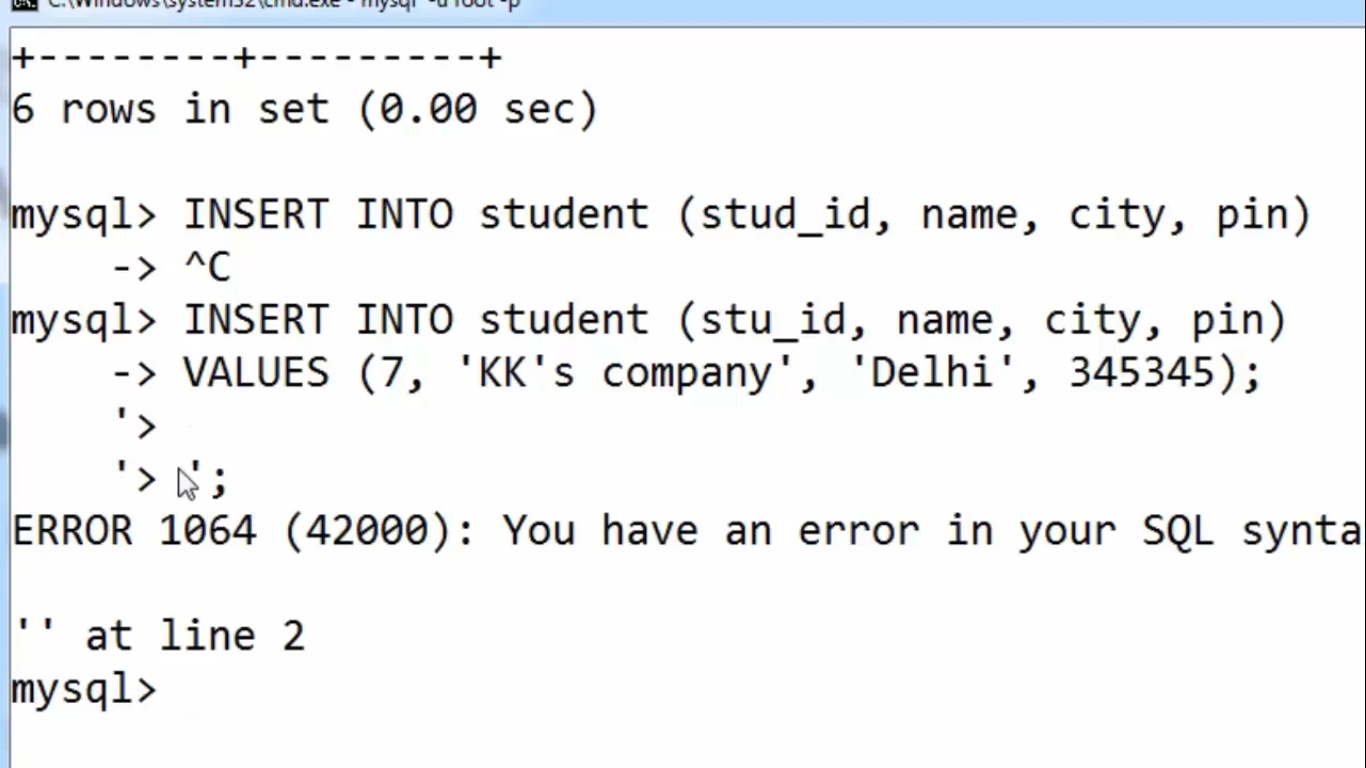 C:\Windows\system32\cmd.exe - mysql -u root -p
+--------+---------+
6 rows in set (0.00 sec)
mysql> INSERT INTO student (stud_id, name, city, pin)
-> ^C
mysql> INSERT INTO student (stu_id, name, city, pin)
-> VALUES (7, 'KK's company', 'Delhi', 345345);
'>
'> ';
ERROR 1064 (42000): You have an error in your SQL synta
'' at line 2
mysql>